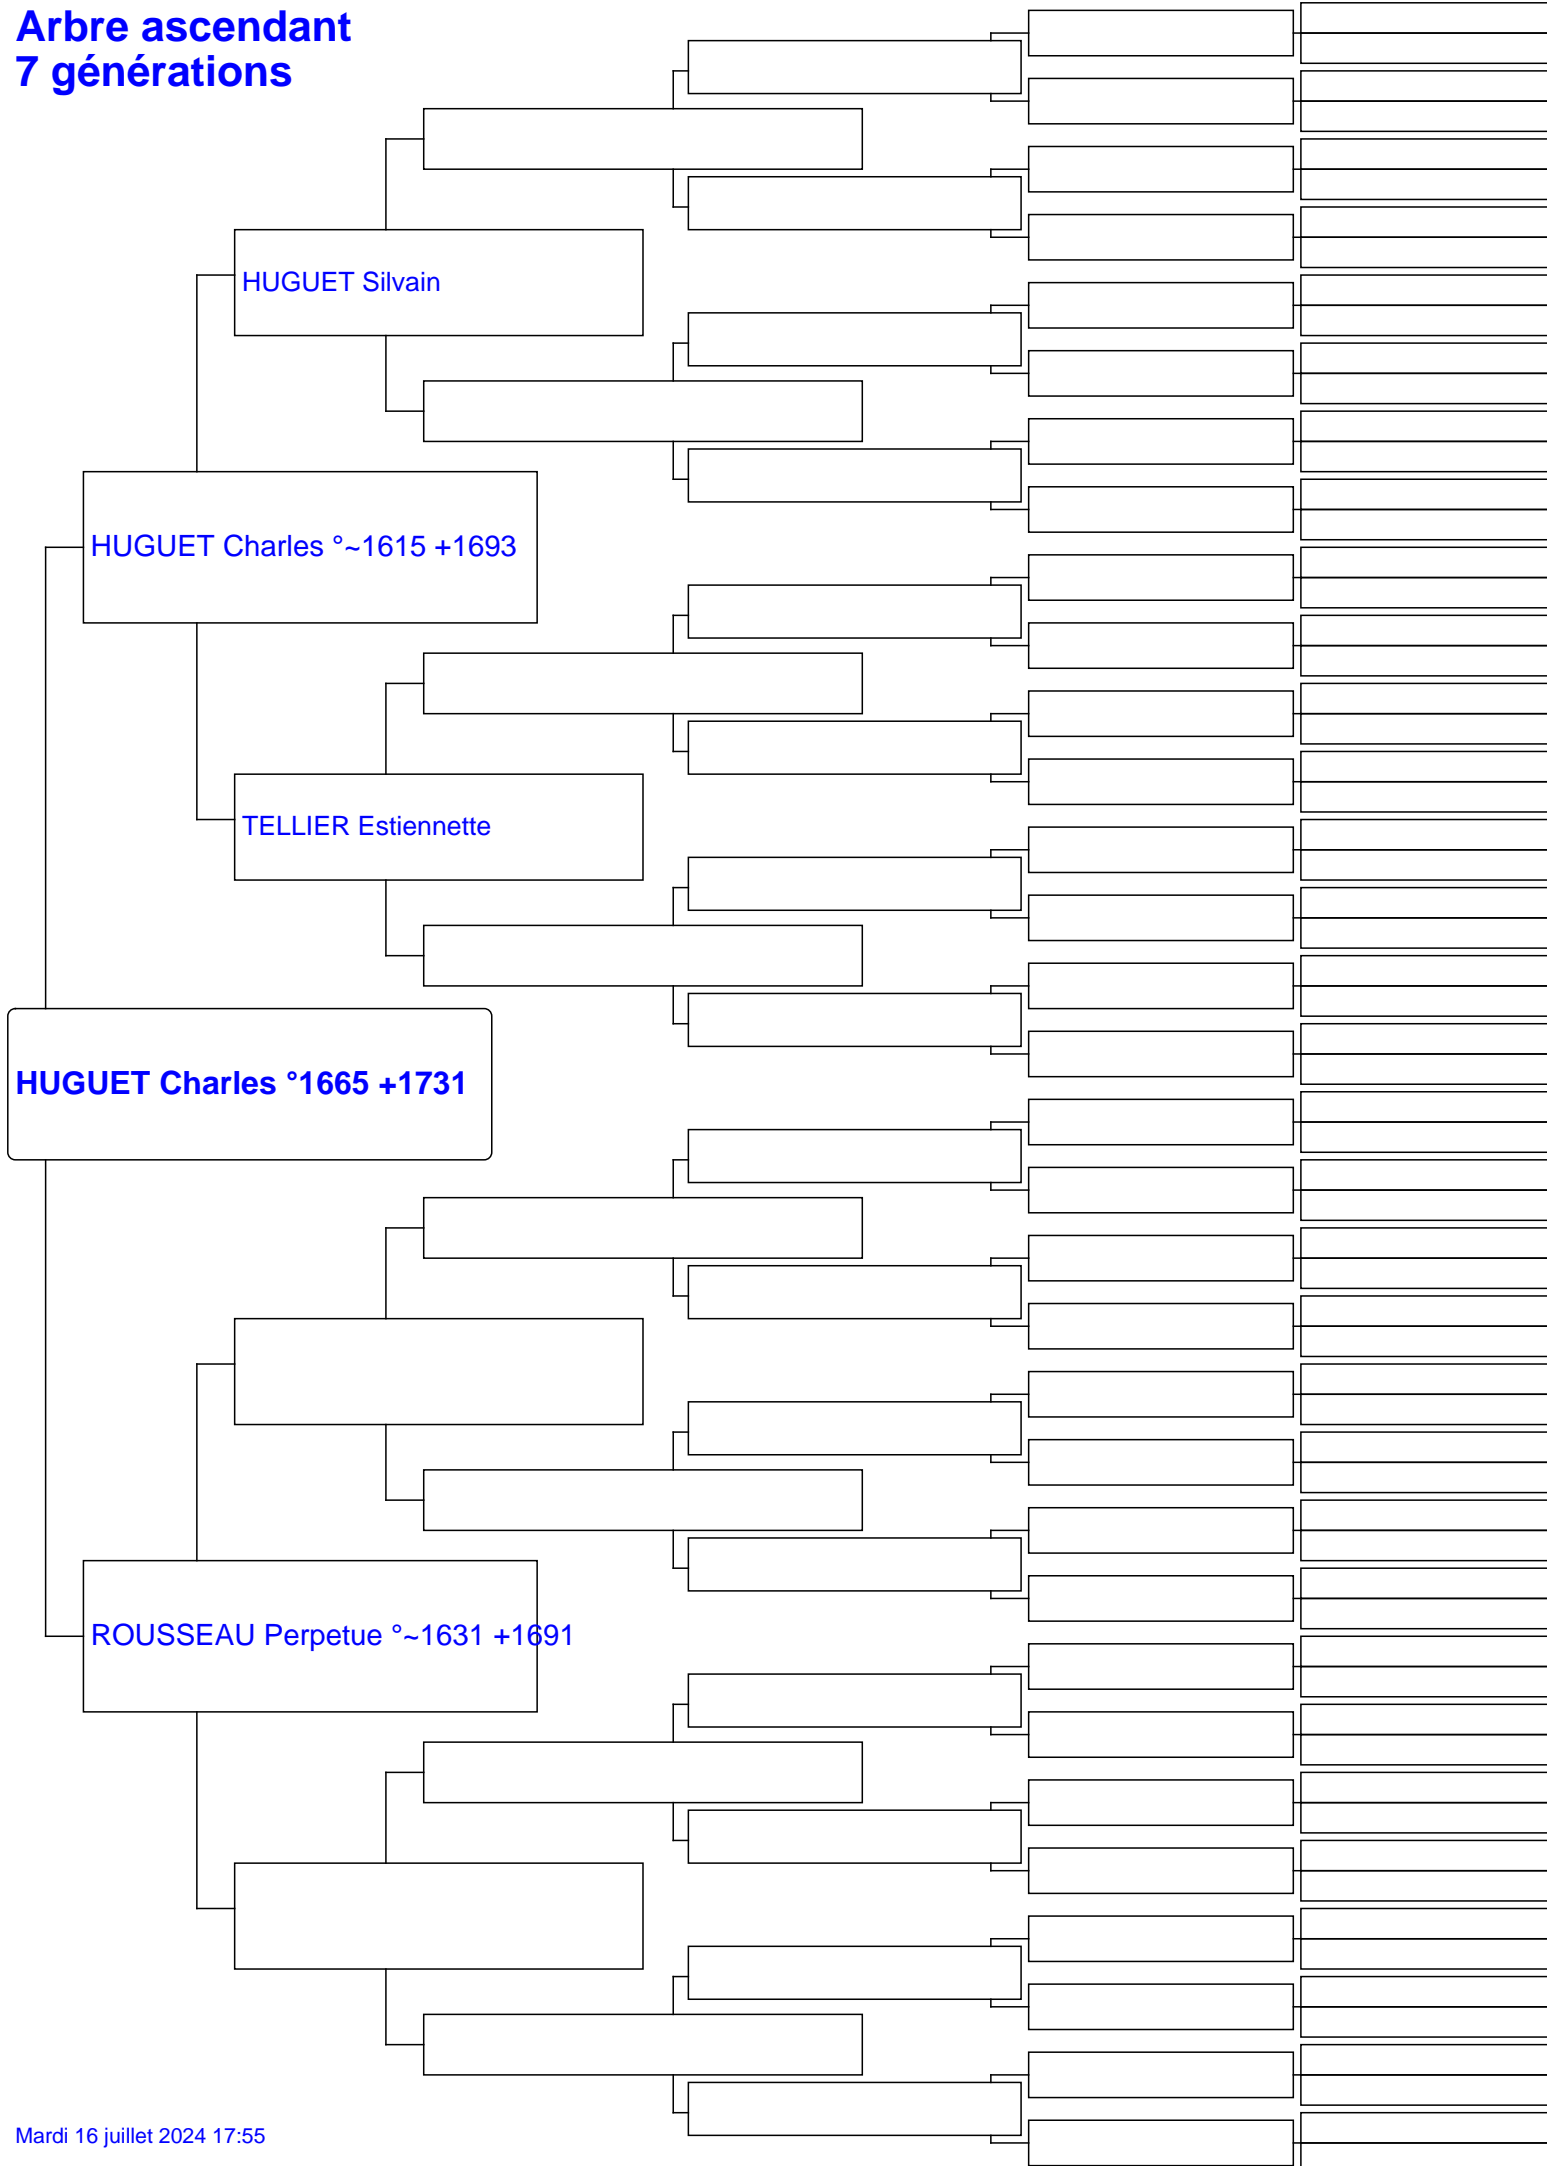 Arbre ascendant
7 générations
HUGUET Silvain
HUGUET Charles °~1615 +1693
TELLIER Estiennette
HUGUET Charles °1665 +1731
ROUSSEAU Perpetue °~1631 +1691
Mardi 16 juillet 2024 17:55